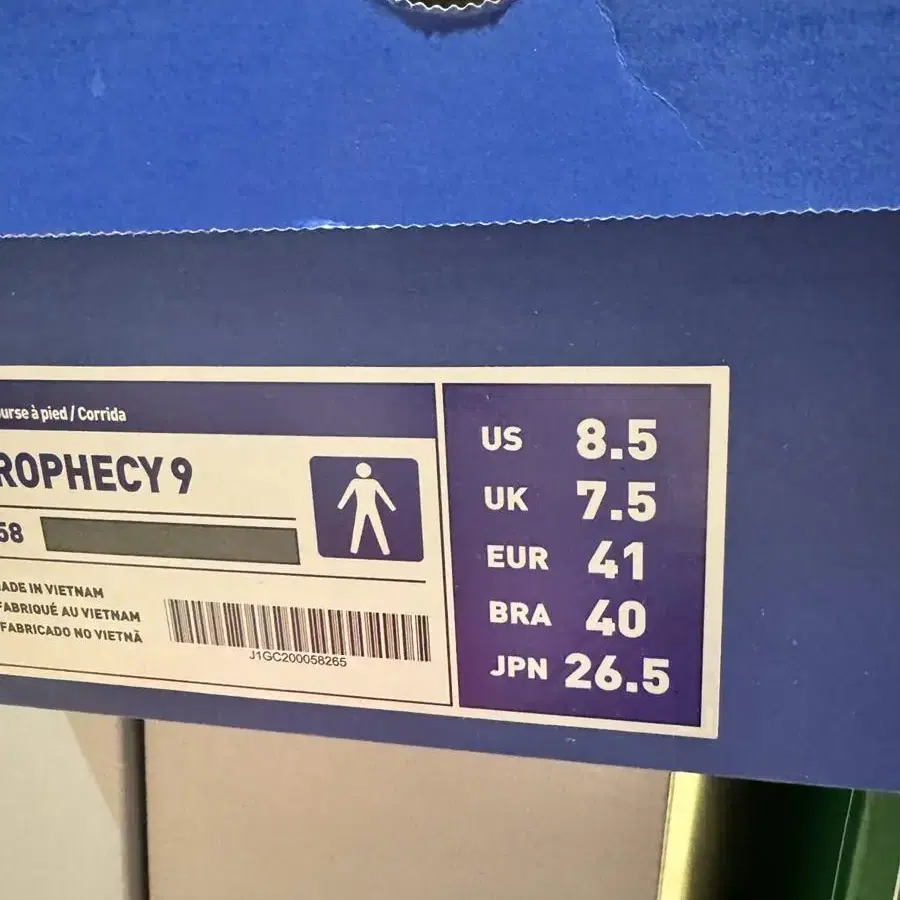 urse à pied / Corrida
ROPHECY 9
58
ADE IN VIETNAM
FABRIQUÉ AU VIETNAM
FABRICADO NO VIETNÃ
J1GC200058265
US 8.5
UK 7.5
EUR 41
BRA 40
JPN 26.5